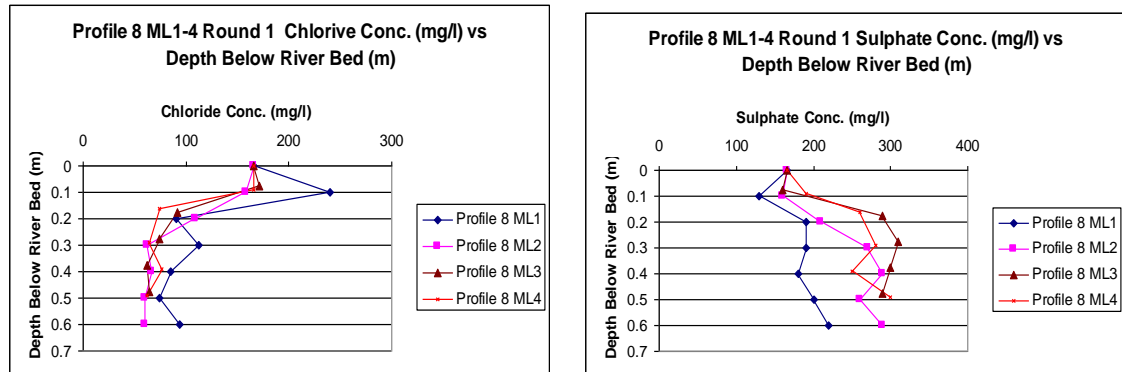 Profile 8 ML1-4 Round 1 Chlorive Conc. (mg/l) vs
Depth Below River Bed (m)
Chloride Conc. (mg/l)
0 100 200 300
Depth Below River Bed (m)
0
0.1
0.2
0.3
0.4
0.5
0.6
0.7
Profile 8 ML1
Profile 8 ML2
Profile 8 ML3
Profile 8 ML4
Profile 8 ML1-4 Round 1 Sulphate Conc. (mg/l) vs
Depth Below River Bed (m)
Sulphate Conc. (mg/l)
0 100 200 300 400
Depth Below River Bed (m)
0
0.1
0.2
0.3
0.4
0.5
0.6
0.7
Profile 8 ML1
Profile 8 ML2
Profile 8 ML3
Profile 8 ML4